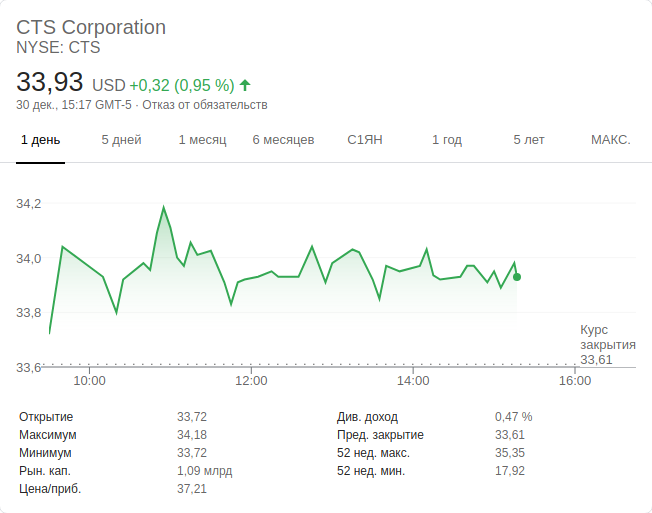 CTS Corporation
NYSE: CTS
33,93 USD +0,32 (0,95 %)
30 дек., 15:17 GMT-5 · Отказ от обязательств
1 день 5 дней 1 месяц 6 месяцев С1ЯН 1 год 5 лет МАКС.
34,2
34,0
33,8
33,6
Курс
закрытия
33,61
10:00 12:00 14:00 16:00
Открытие 33,72 Див. доход 0,47 %
Максимум 34,18 Пред. закрытие 33,61
Минимум 33,72 52 нед. макс. 35,35
Рын. кап. 1,09 млрд 52 нед. мин. 17,92
Цена/приб. 37,21